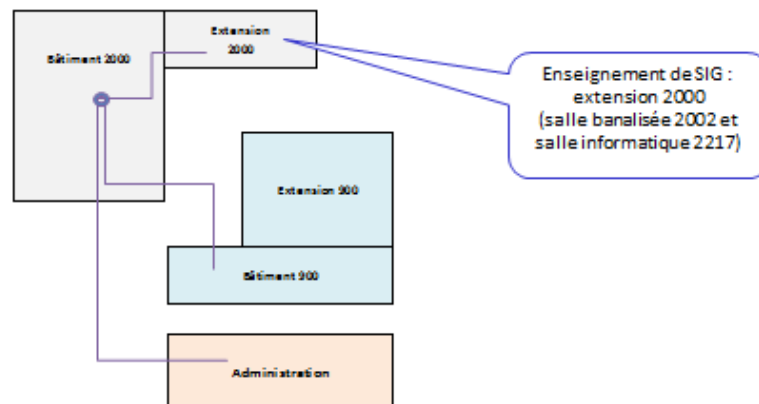 Extension
2000
Bâtiment 2000
Enseignement de SIG :
extension 2000
(salle banalisée 2002 et
salle informatique 2217)
Extension 900
Bâtiment 900
Administration